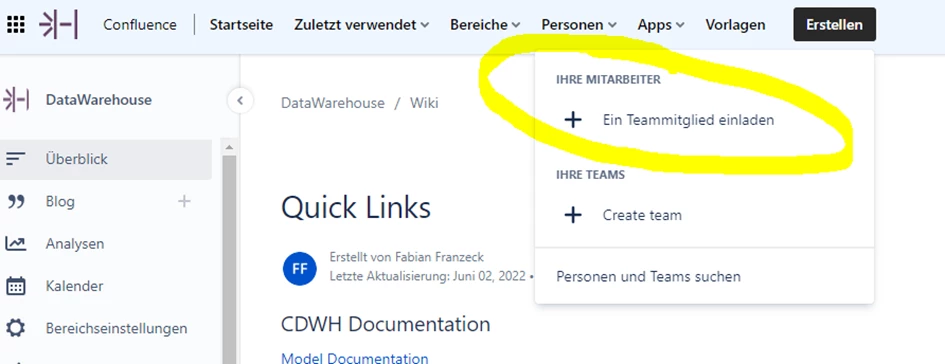 Confluence Startseite Zuletzt verwendet Bereiche Personen Apps Vorlagen Erstellen
DataWarehouse
Überblick
Blog
Analysen
Kalender
Bereichseinstellungen
DataWarehouse / Wiki
Quick Links
FF
Erstellt von Fabian Franzeck
Letzte Aktualisierung: Juni 02, 2022 •
CDWH Documentation
Model Documentation
IHRE MITARBEITER
+ Ein Teammitglied einladen
IHRE TEAMS
+ Create team
Personen und Teams suchen